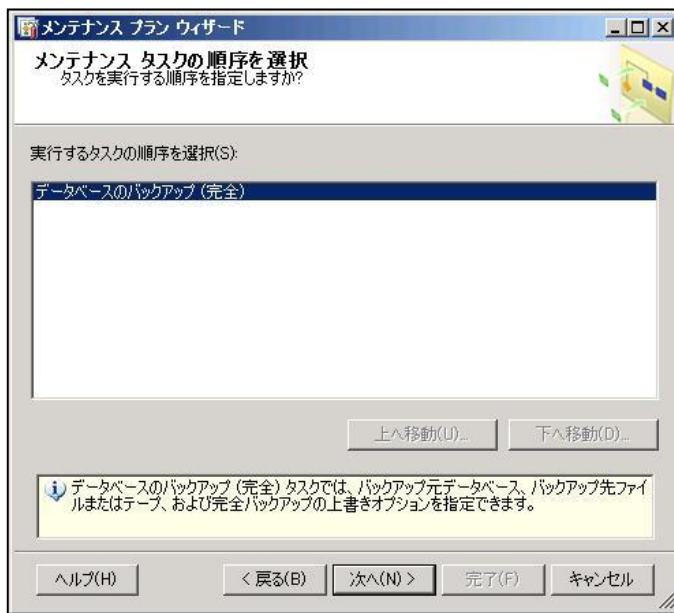 メンテナンス プラン ウィザード
メンテナンス タスクの順序を選択
タスクを実行する順序を指定しますか?
実行するタスクの順序を選択(S):
データベースのバックアップ (完全)
上へ移動(U)...
下へ移動(D)...
データベースのバックアップ (完全) タスクでは、バックアップ元データベース、バックアップ先ファイ
ルまたはテープ、および完全バックアップの上書きオプションを指定できます。
ヘルプ(H)
< 戻る(B)
次へ(N) >
完了(F)
キャンセル